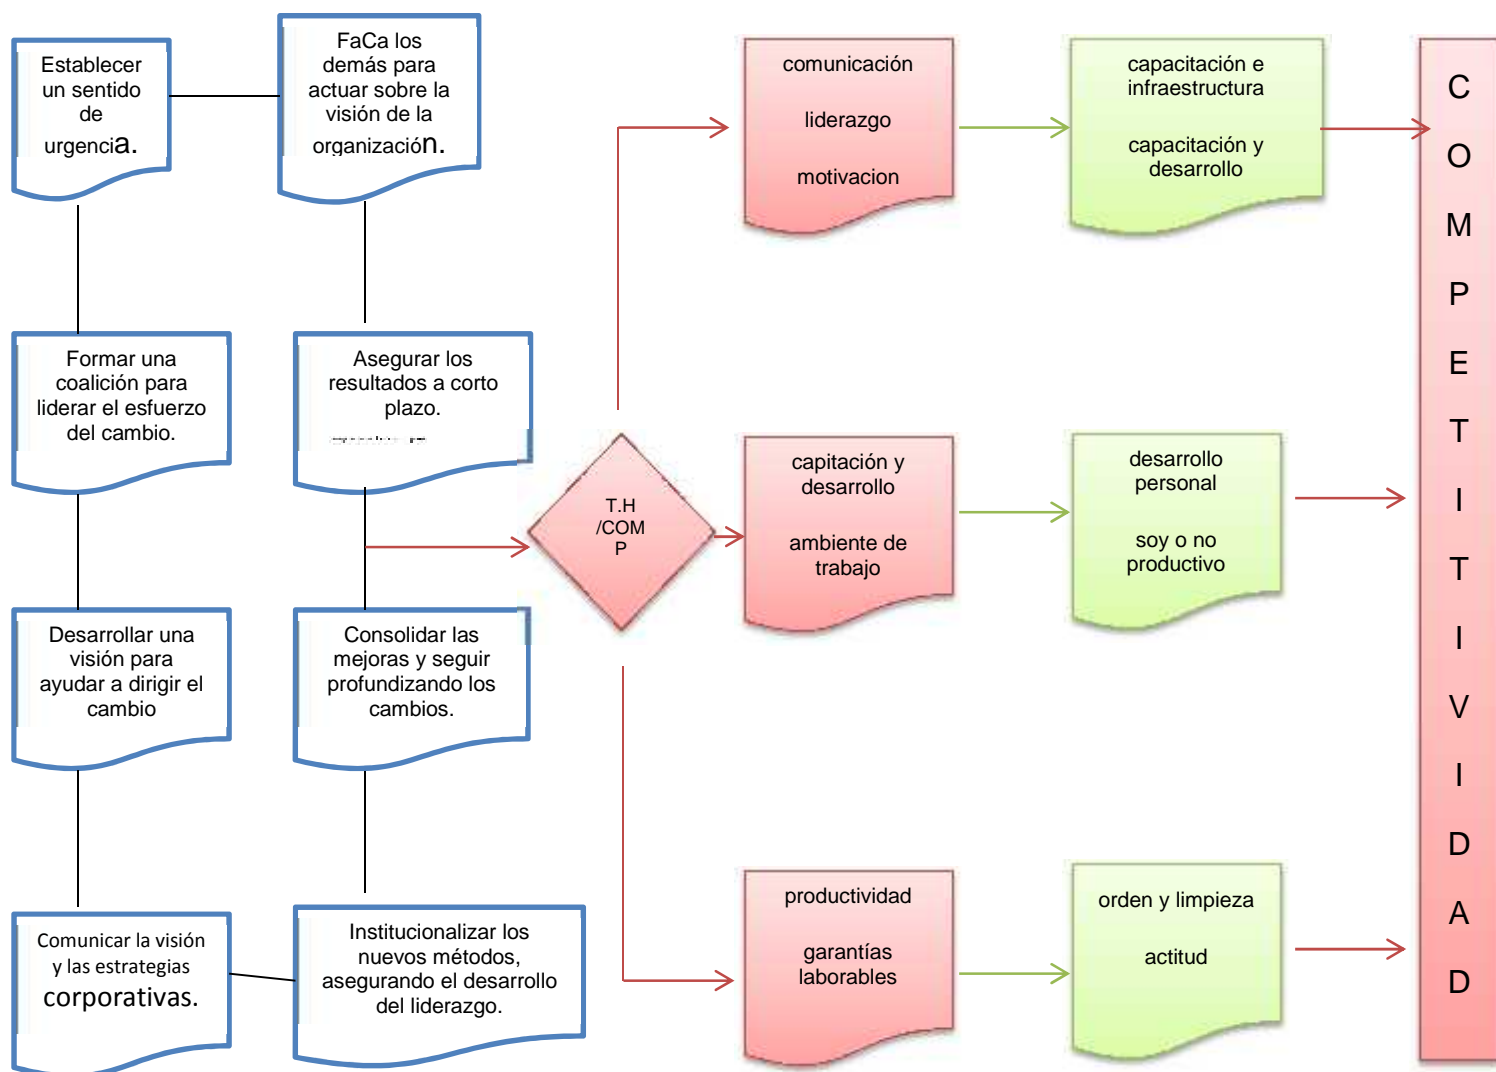 Establecer
un sentido
de
urgencia.
FaCa los
demás para
actuar sobre la
visión de la
organización.
Formar una
coalición para
liderar el esfuerzo
del cambio.
Asegurar los
resultados a corto
plazo.
Desarrollar una
visión para
ayudar a dirigir el
cambio
Consolidar las
mejoras y seguir
profundizando los
cambios.
Comunicar la visión
y las estrategias
corporativas.
Institucionalizar los
nuevos métodos,
asegurando el desarrollo
del liderazgo.
T.H
/COM
P
comunicación
liderazgo
motivacion
capacitación e
infraestructura
capacitación y
desarrollo
capitación y
desarrollo
ambiente de
trabajo
desarrollo
personal
soy o no
productivo
productividad
garantías
laborables
orden y limpieza
actitud
C
O
M
P
E
T
I
T
I
V
I
D
A
D